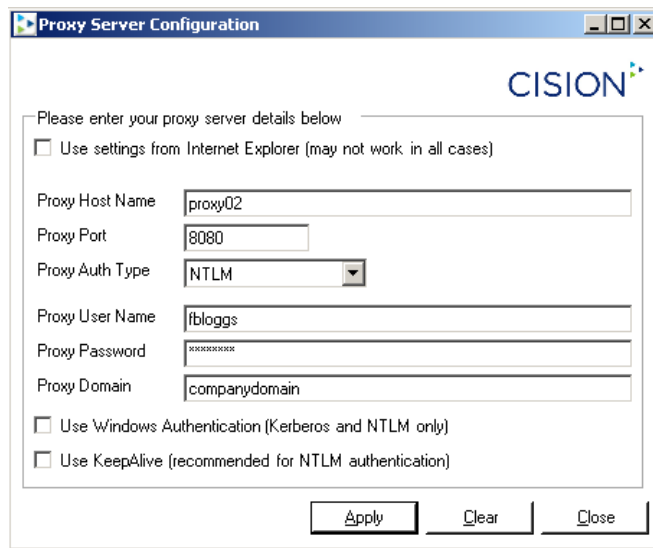 Proxy Server Configuration
CISION
Please enter your proxy server details below
Use settings from Internet Explorer (may not work in all cases)
Proxy Host Name proxy02
Proxy Port 8080
Proxy Auth Type NTLM
Proxy User Name fbloggs
Proxy Password ********
Proxy Domain companydomain
Use Windows Authentication (Kerberos and NTLM only)
Use KeepAlive (recommended for NTLM authentication)
Apply Clear Close